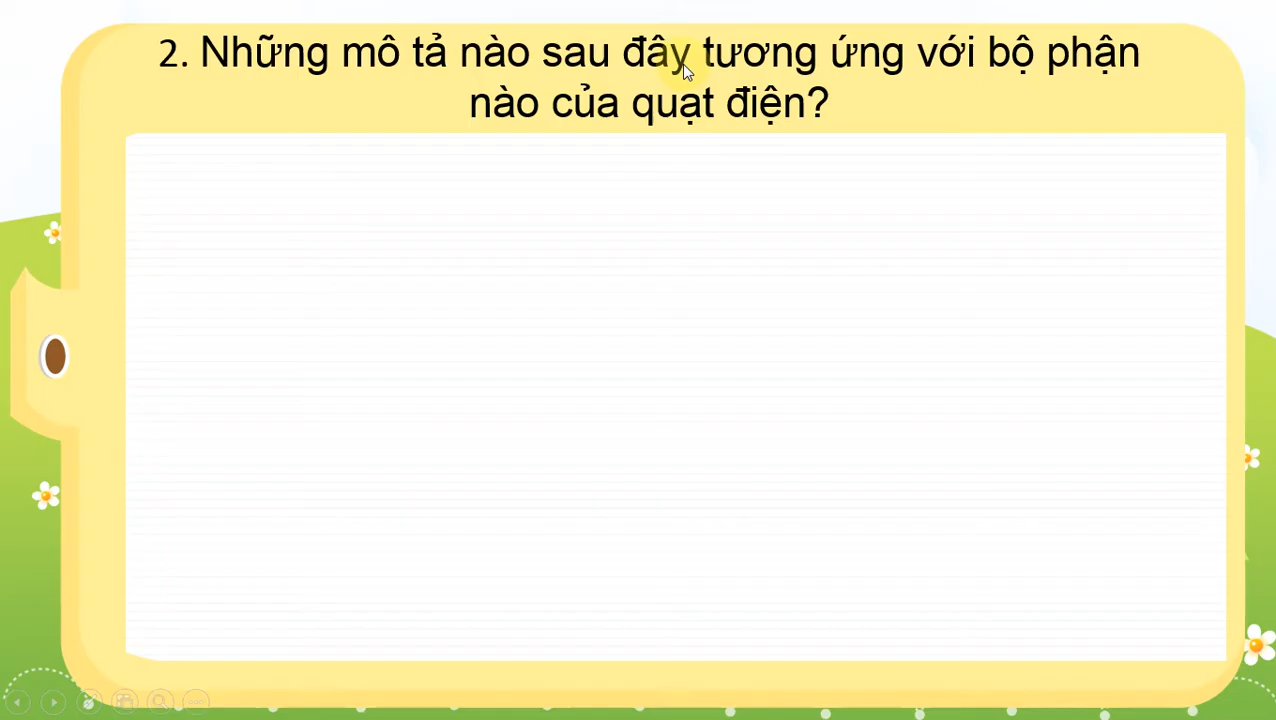 2. Những mô tả nào sau đây tương ứng với bộ phận
nào của quạt điện?